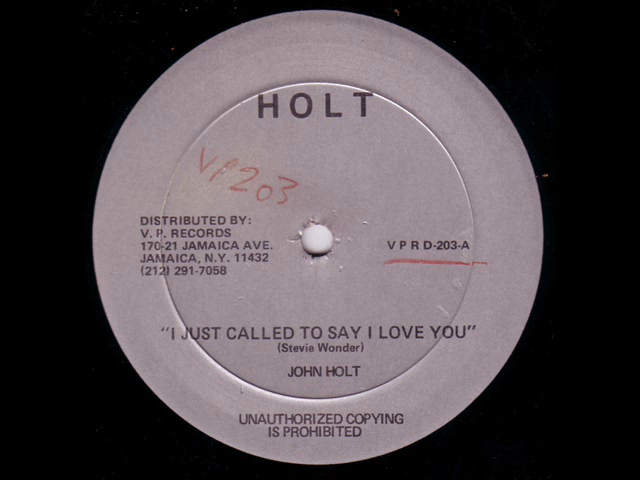 HOLT
VP203
DISTRIBUTED BY:
V. P. RECORDS
170-21 JAMAICA AVE.
JAMAICA, N.Y. 11432
(212) 291-7058
VPRD-203-A
"I JUST CALLED TO SAY I LOVE YOU"
(Stevie Wonder)
JOHN HOLT
UNAUTHORIZED COPYING
IS PROHIBITED